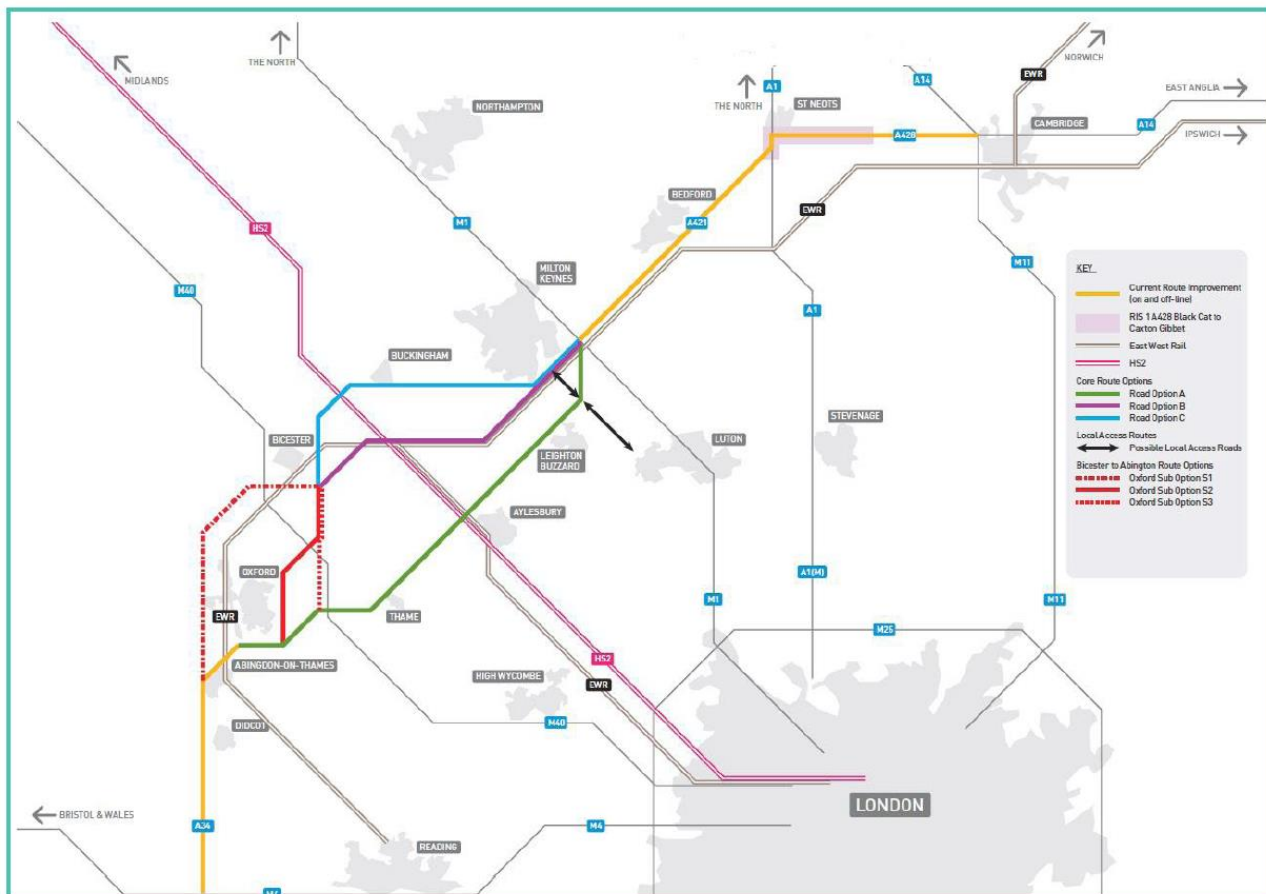 THE NORTH
MIDLANDS
NORTHAMPTON
M1
HS2
M40
THE NORTH
A1
ST NEOTS
A14
EWR
NORWICH
EAST ANGLIA
A14
IPSWICH
CAMBRIDGE
A428
BEDFORD
A421
EWR
M11
MILTON
KEYNES
BUCKINGHAM
BICESTER
A1
STEVENAGE
LUTON
LEIGHTON
BUZZARD
AYLESBURY
OXFORD
EWR
THAME
ABINGDON-ON-THAMES
HIGH WYCOMBE
HS2
EWR
M1
A1(M)
M11
M25
DIDCOT
M40
LONDON
BRISTOL & WALES
A34
READING
M4
KEY
Current Route Improvement
(on and off-line)
RIS 1 A428 Black Cat to
Caxton Gibbet
East West Rail
HS2
Core Route Options
Road Option A
Road Option B
Road Option C
Local Access Routes
Possible Local Access Roads
Bicester to Abington Route Options
Oxford Sub Option S1
Oxford Sub Option S2
Oxford Sub Option S3